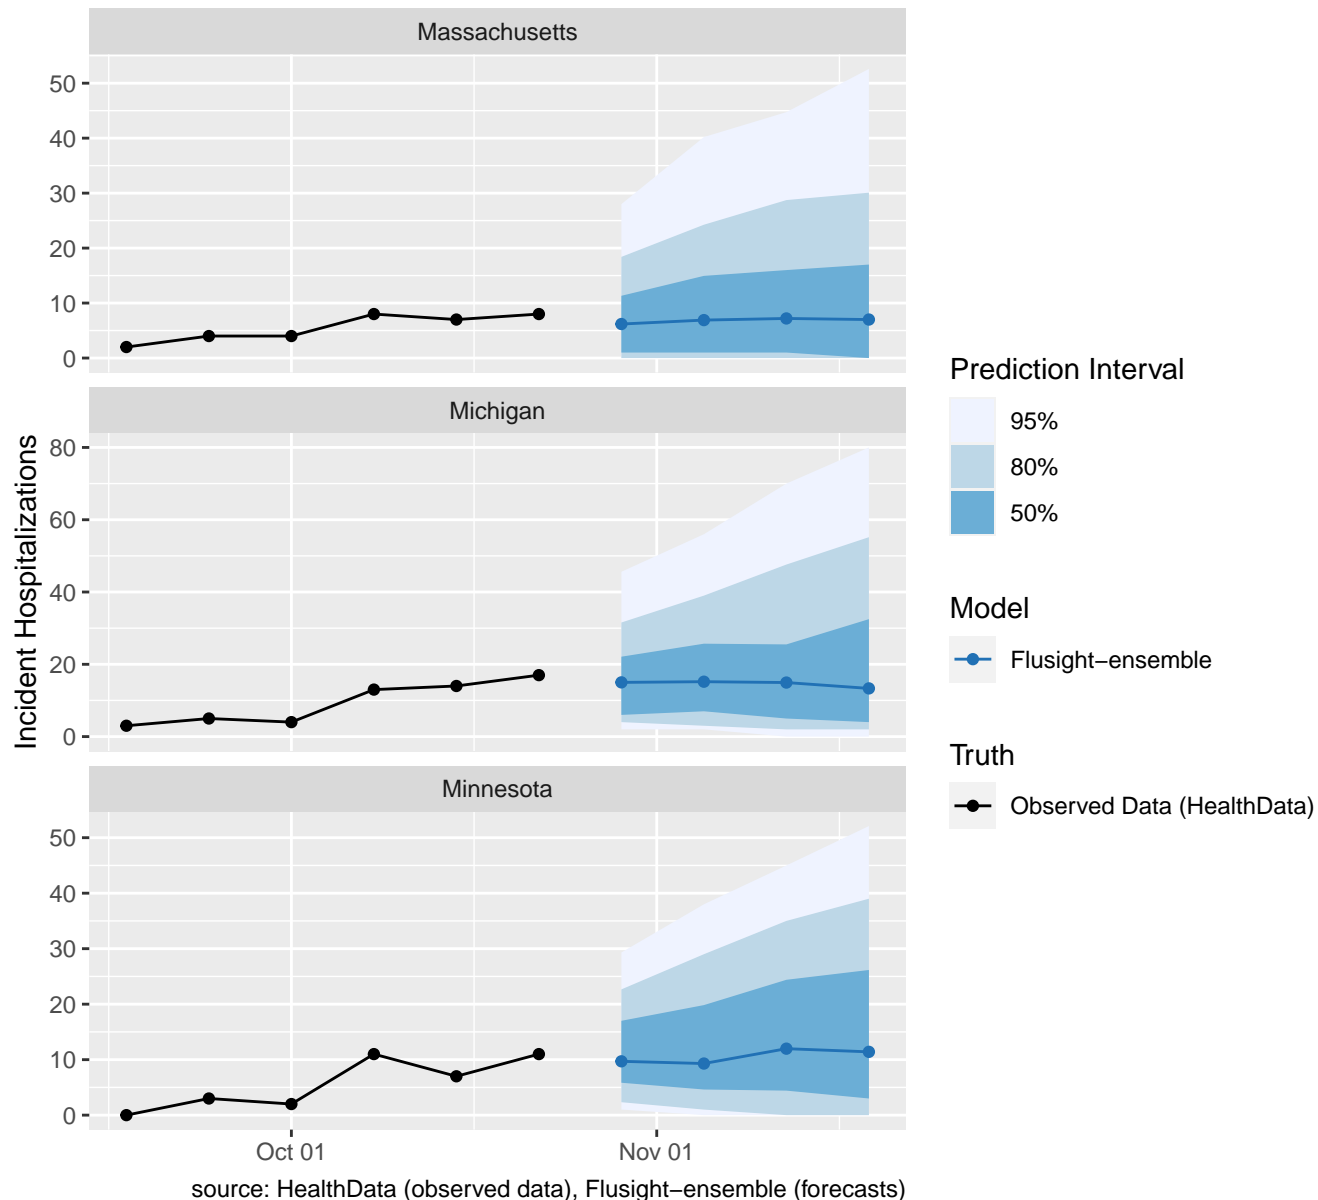 Massachusetts
50
40
30
20
10
0
Michigan
80
60
40
20
0
Minnesota
50
40
30
20
10
0
Oct 01
Nov 01
Incident Hospitalizations
source: HealthData (observed data), Flusight−ensemble (forecasts)
Prediction Interval
95%
80%
50%
Model
Flusight−ensemble
Truth
Observed Data (HealthData)